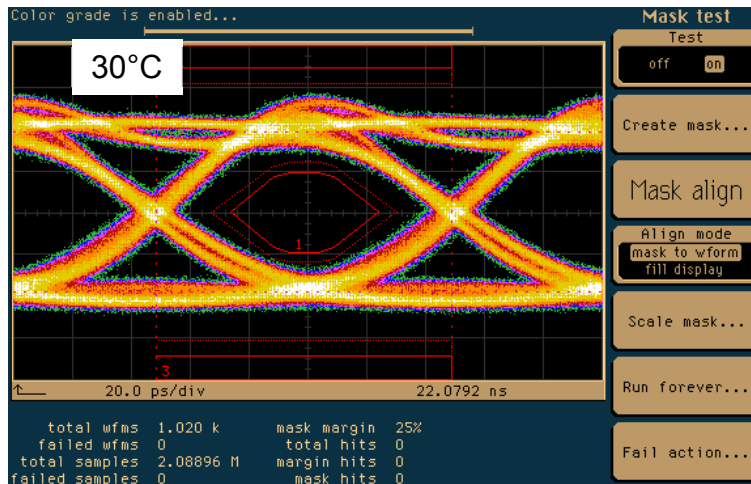 Color grade is enabled...
Mask test
30°C
Test
off on
Create mask...
Mask align
Align mode
mask to wform
fill display
1
Scale mask...
3
20.0 ps/div 22.0792 ns
Run forever...
total wfms 1.020 k mask margin 25%
failed wfms 0 total hits 0
total samples 2.08896 M margin hits 0
failed samples 0 mask hits 0
Fail action...